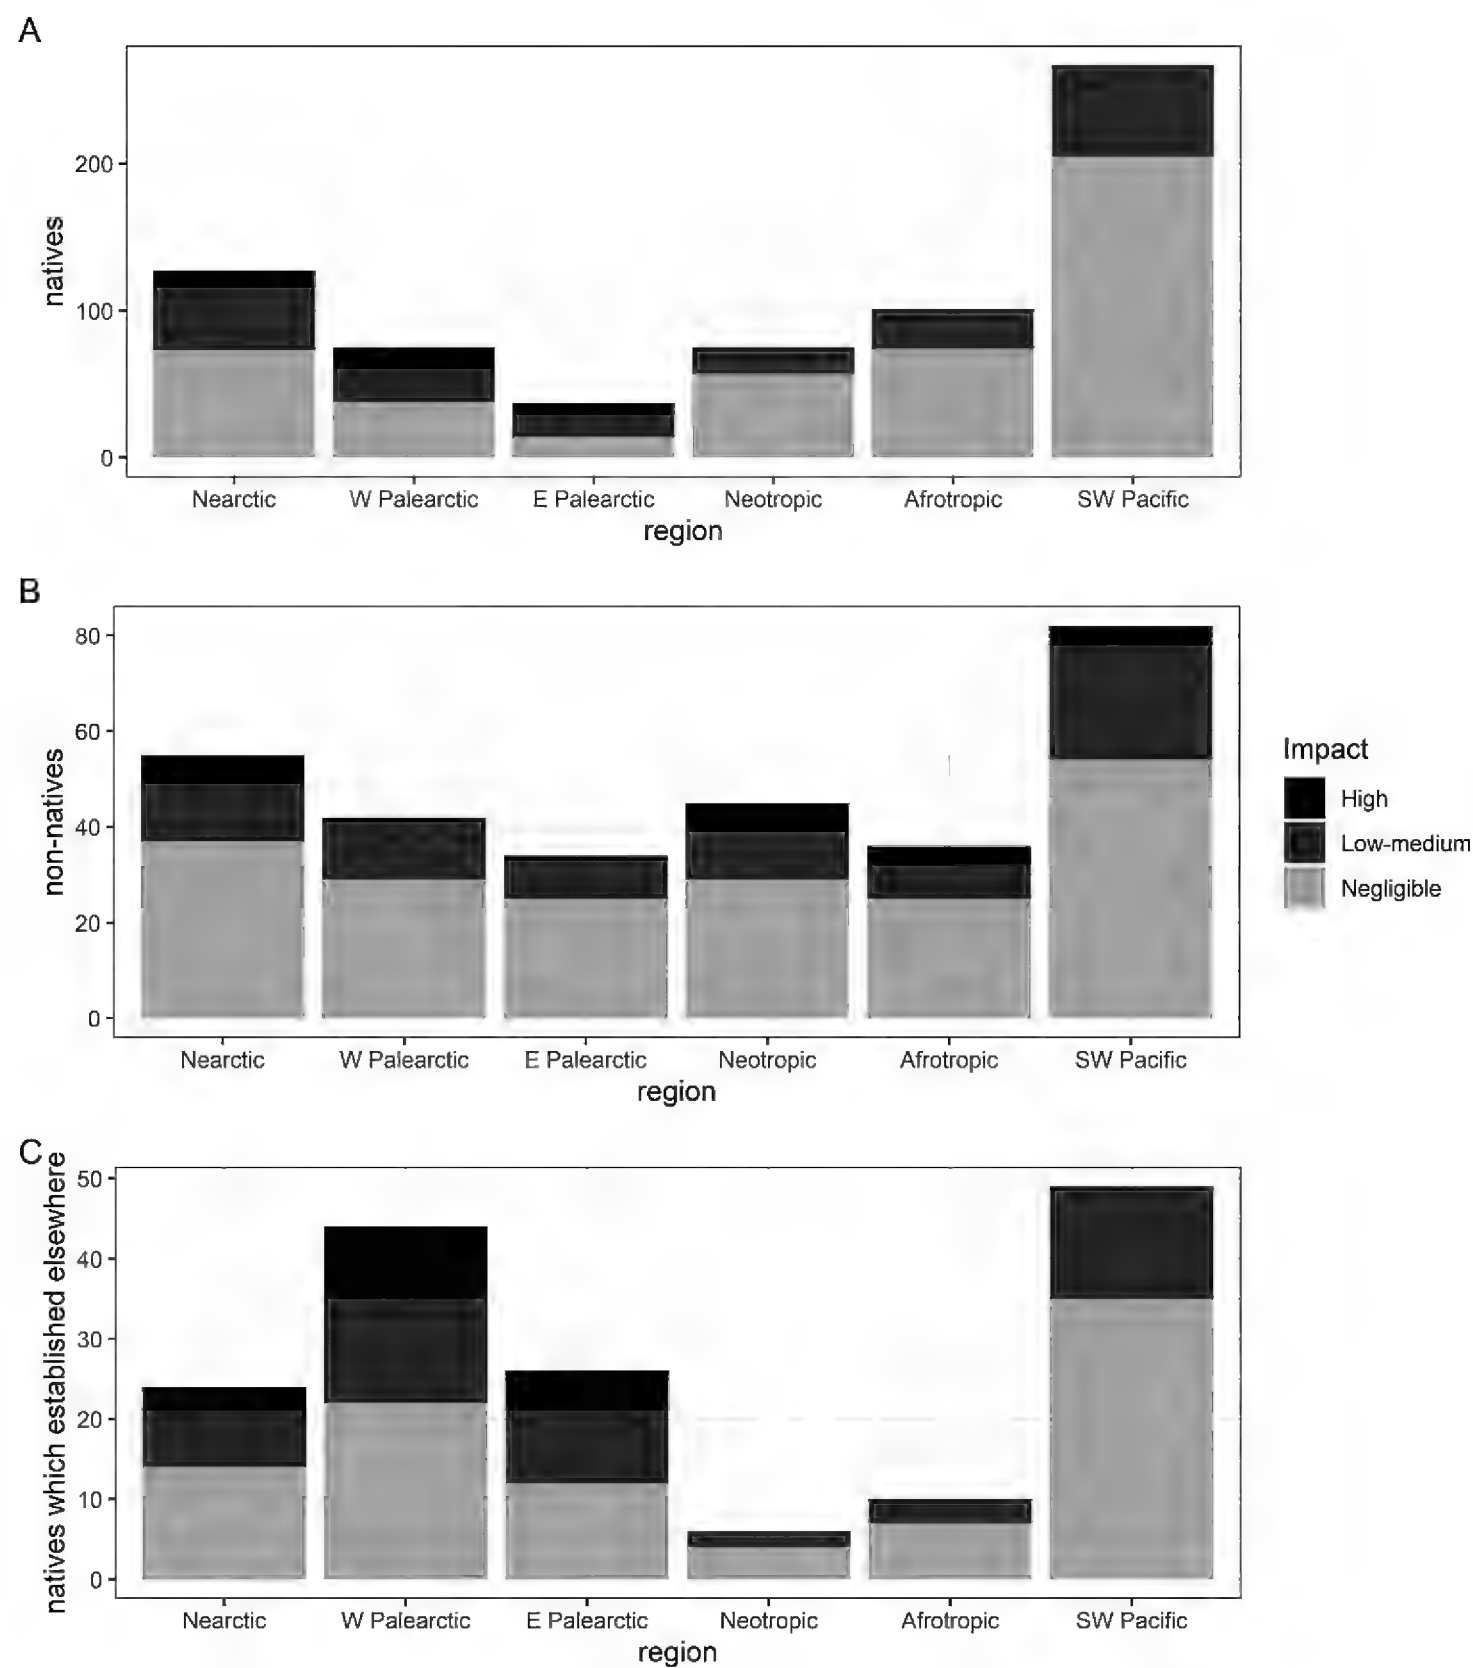 A
natives
200
100
0
Nearctic W Palearctic E Palearctic Neotropic Afrotropic SW Pacific
region
B
non-natives
80
60
40
20
0
Nearctic W Palearctic E Palearctic Neotropic Afrotropic SW Pacific
region
Impact
High
Low-medium
Negligible
C
natives which established elsewhere
50
40
30
20
10
0
Nearctic W Palearctic E Palearctic Neotropic Afrotropic SW Pacific
region